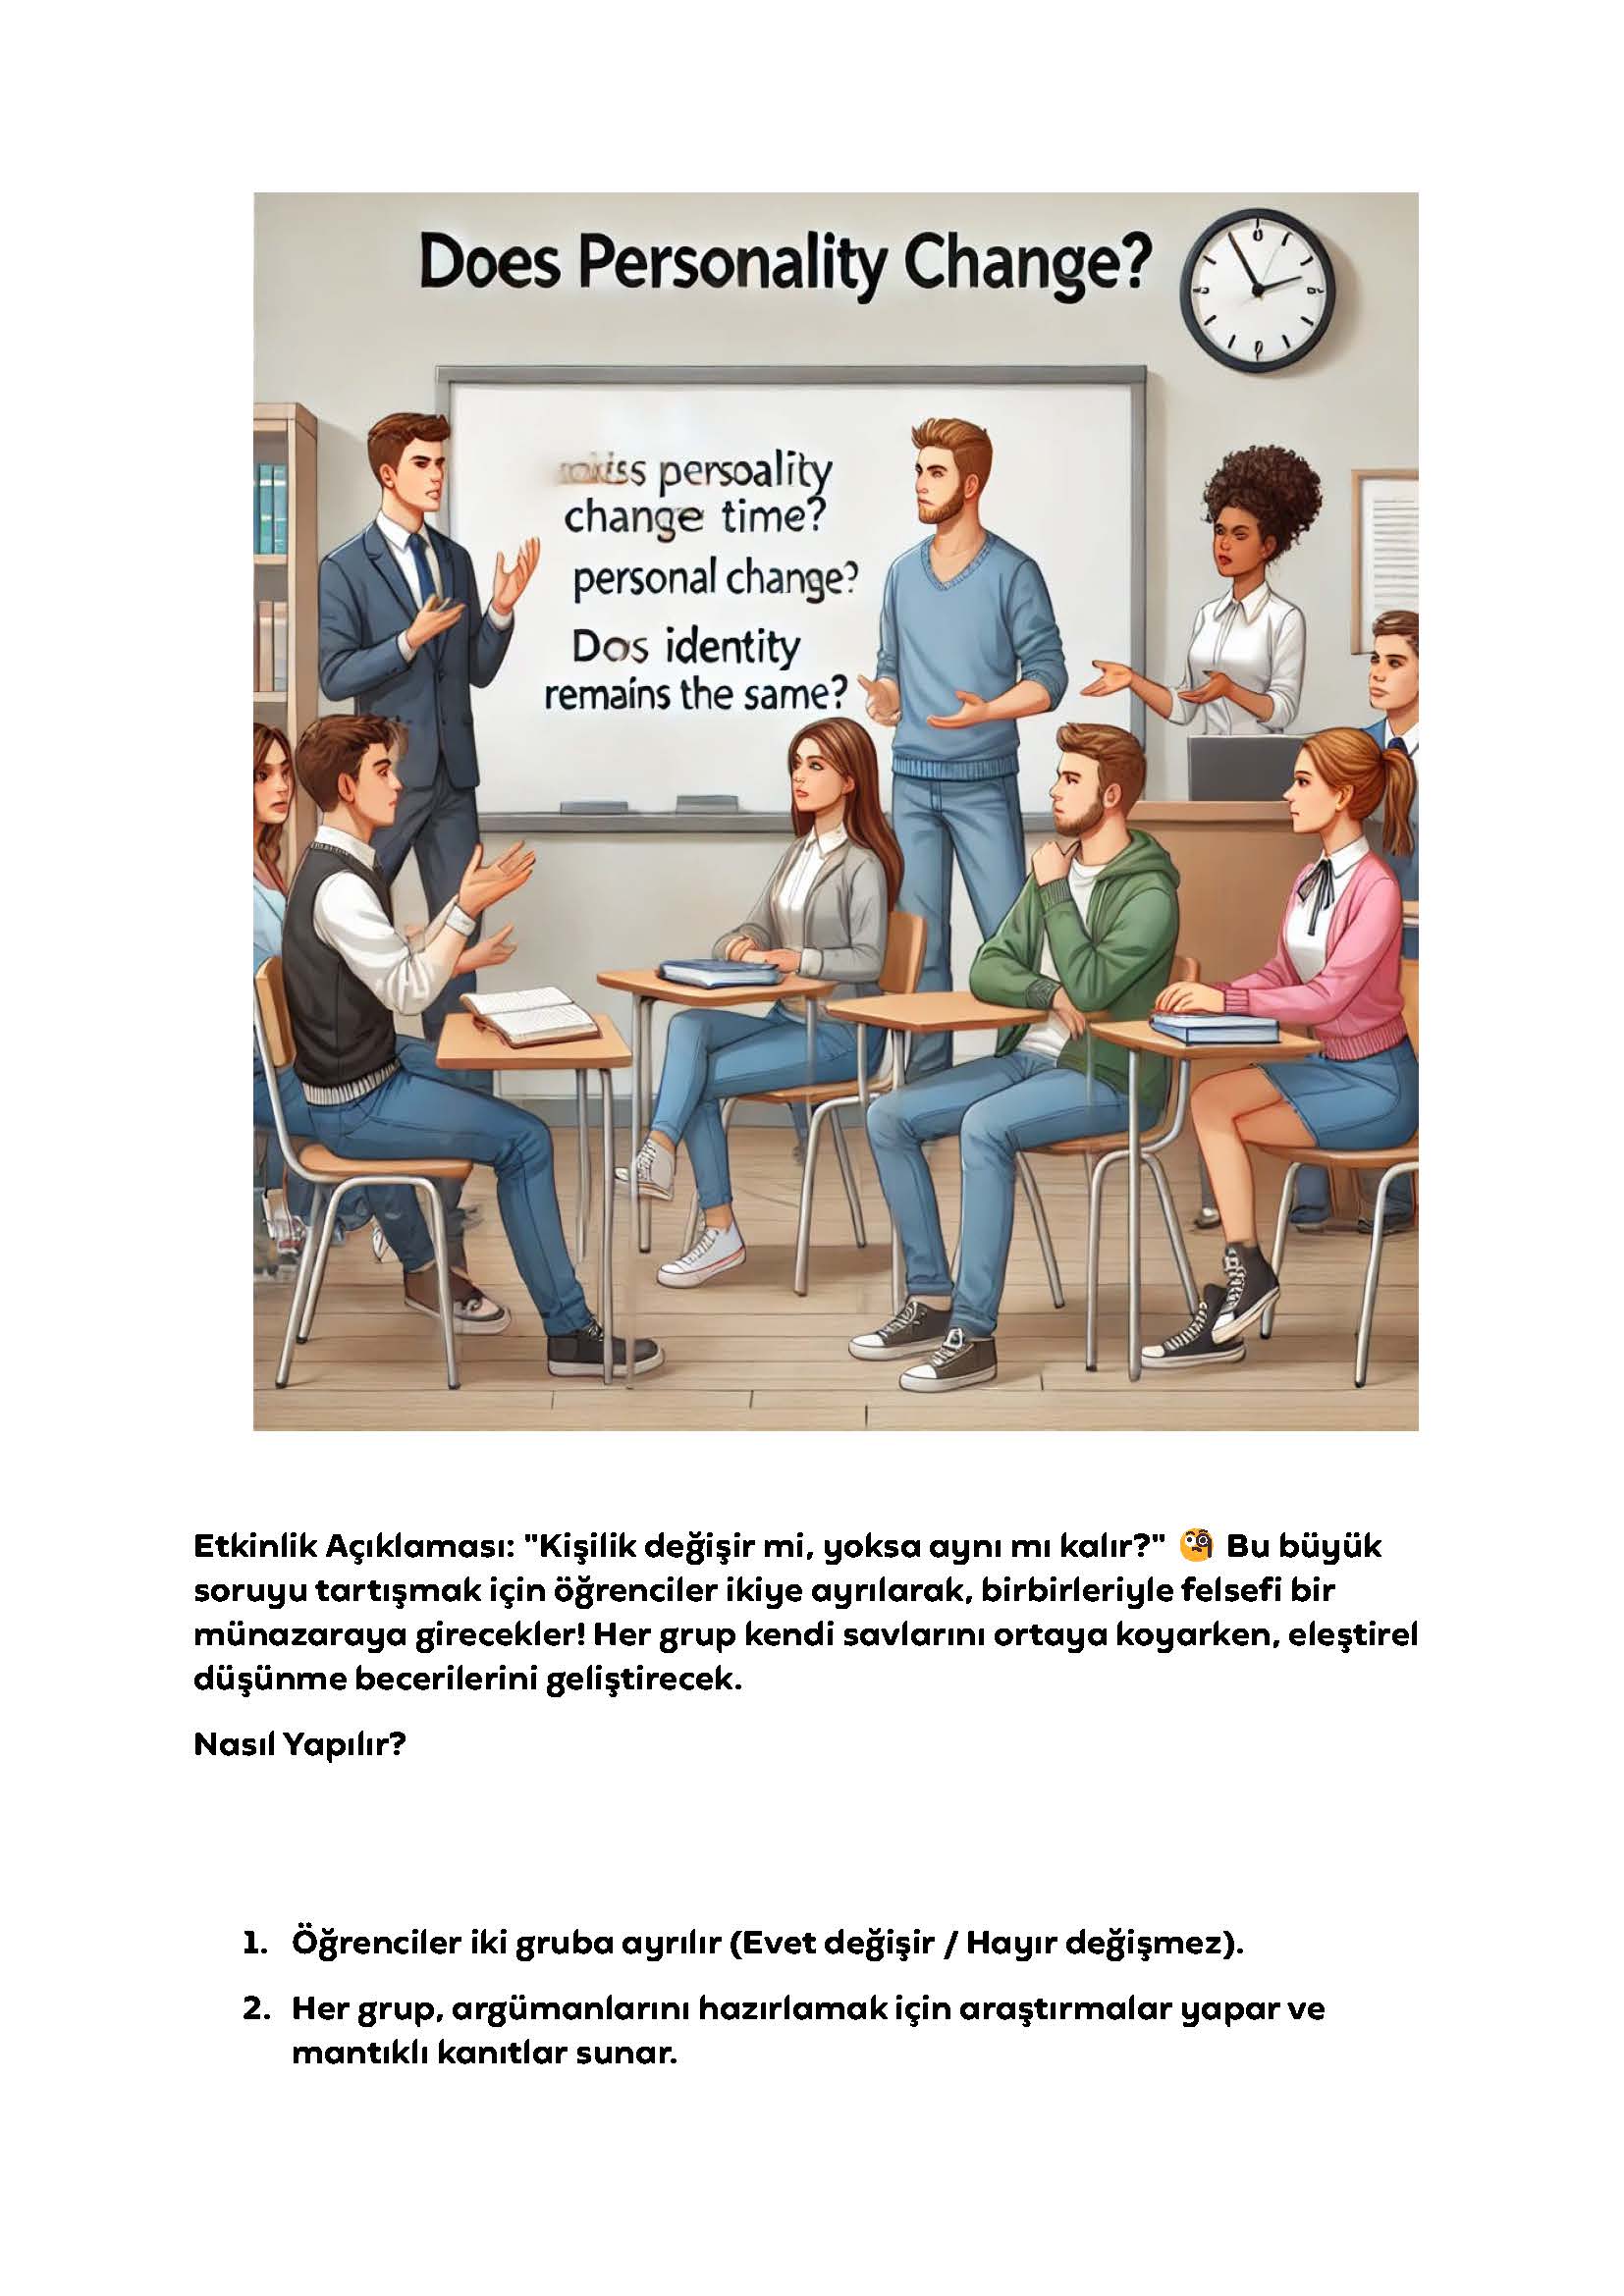 Does Personality Change?
persoality
change time?
personal change?
Dos identity
remains the same?
Etkinlik Açıklaması: "Kişilik değişir mi, yoksa aynı mı kalır?" 🧐 Bu büyük
soruyu tartışmak için öğrenciler ikiye ayrılarak, birbirleriyle felsefi bir
münazaraya girecekler! Her grup kendi savlarını ortaya koyarken, eleştirel
düşünme becerilerini geliştirecek.
Nasıl Yapılır?
1. Öğrenciler iki gruba ayrılır (Evet değişir / Hayır değişmez).
2. Her grup, argümanlarını hazırlamak için araştırmalar yapar ve
mantıklı kanıtlar sunar.